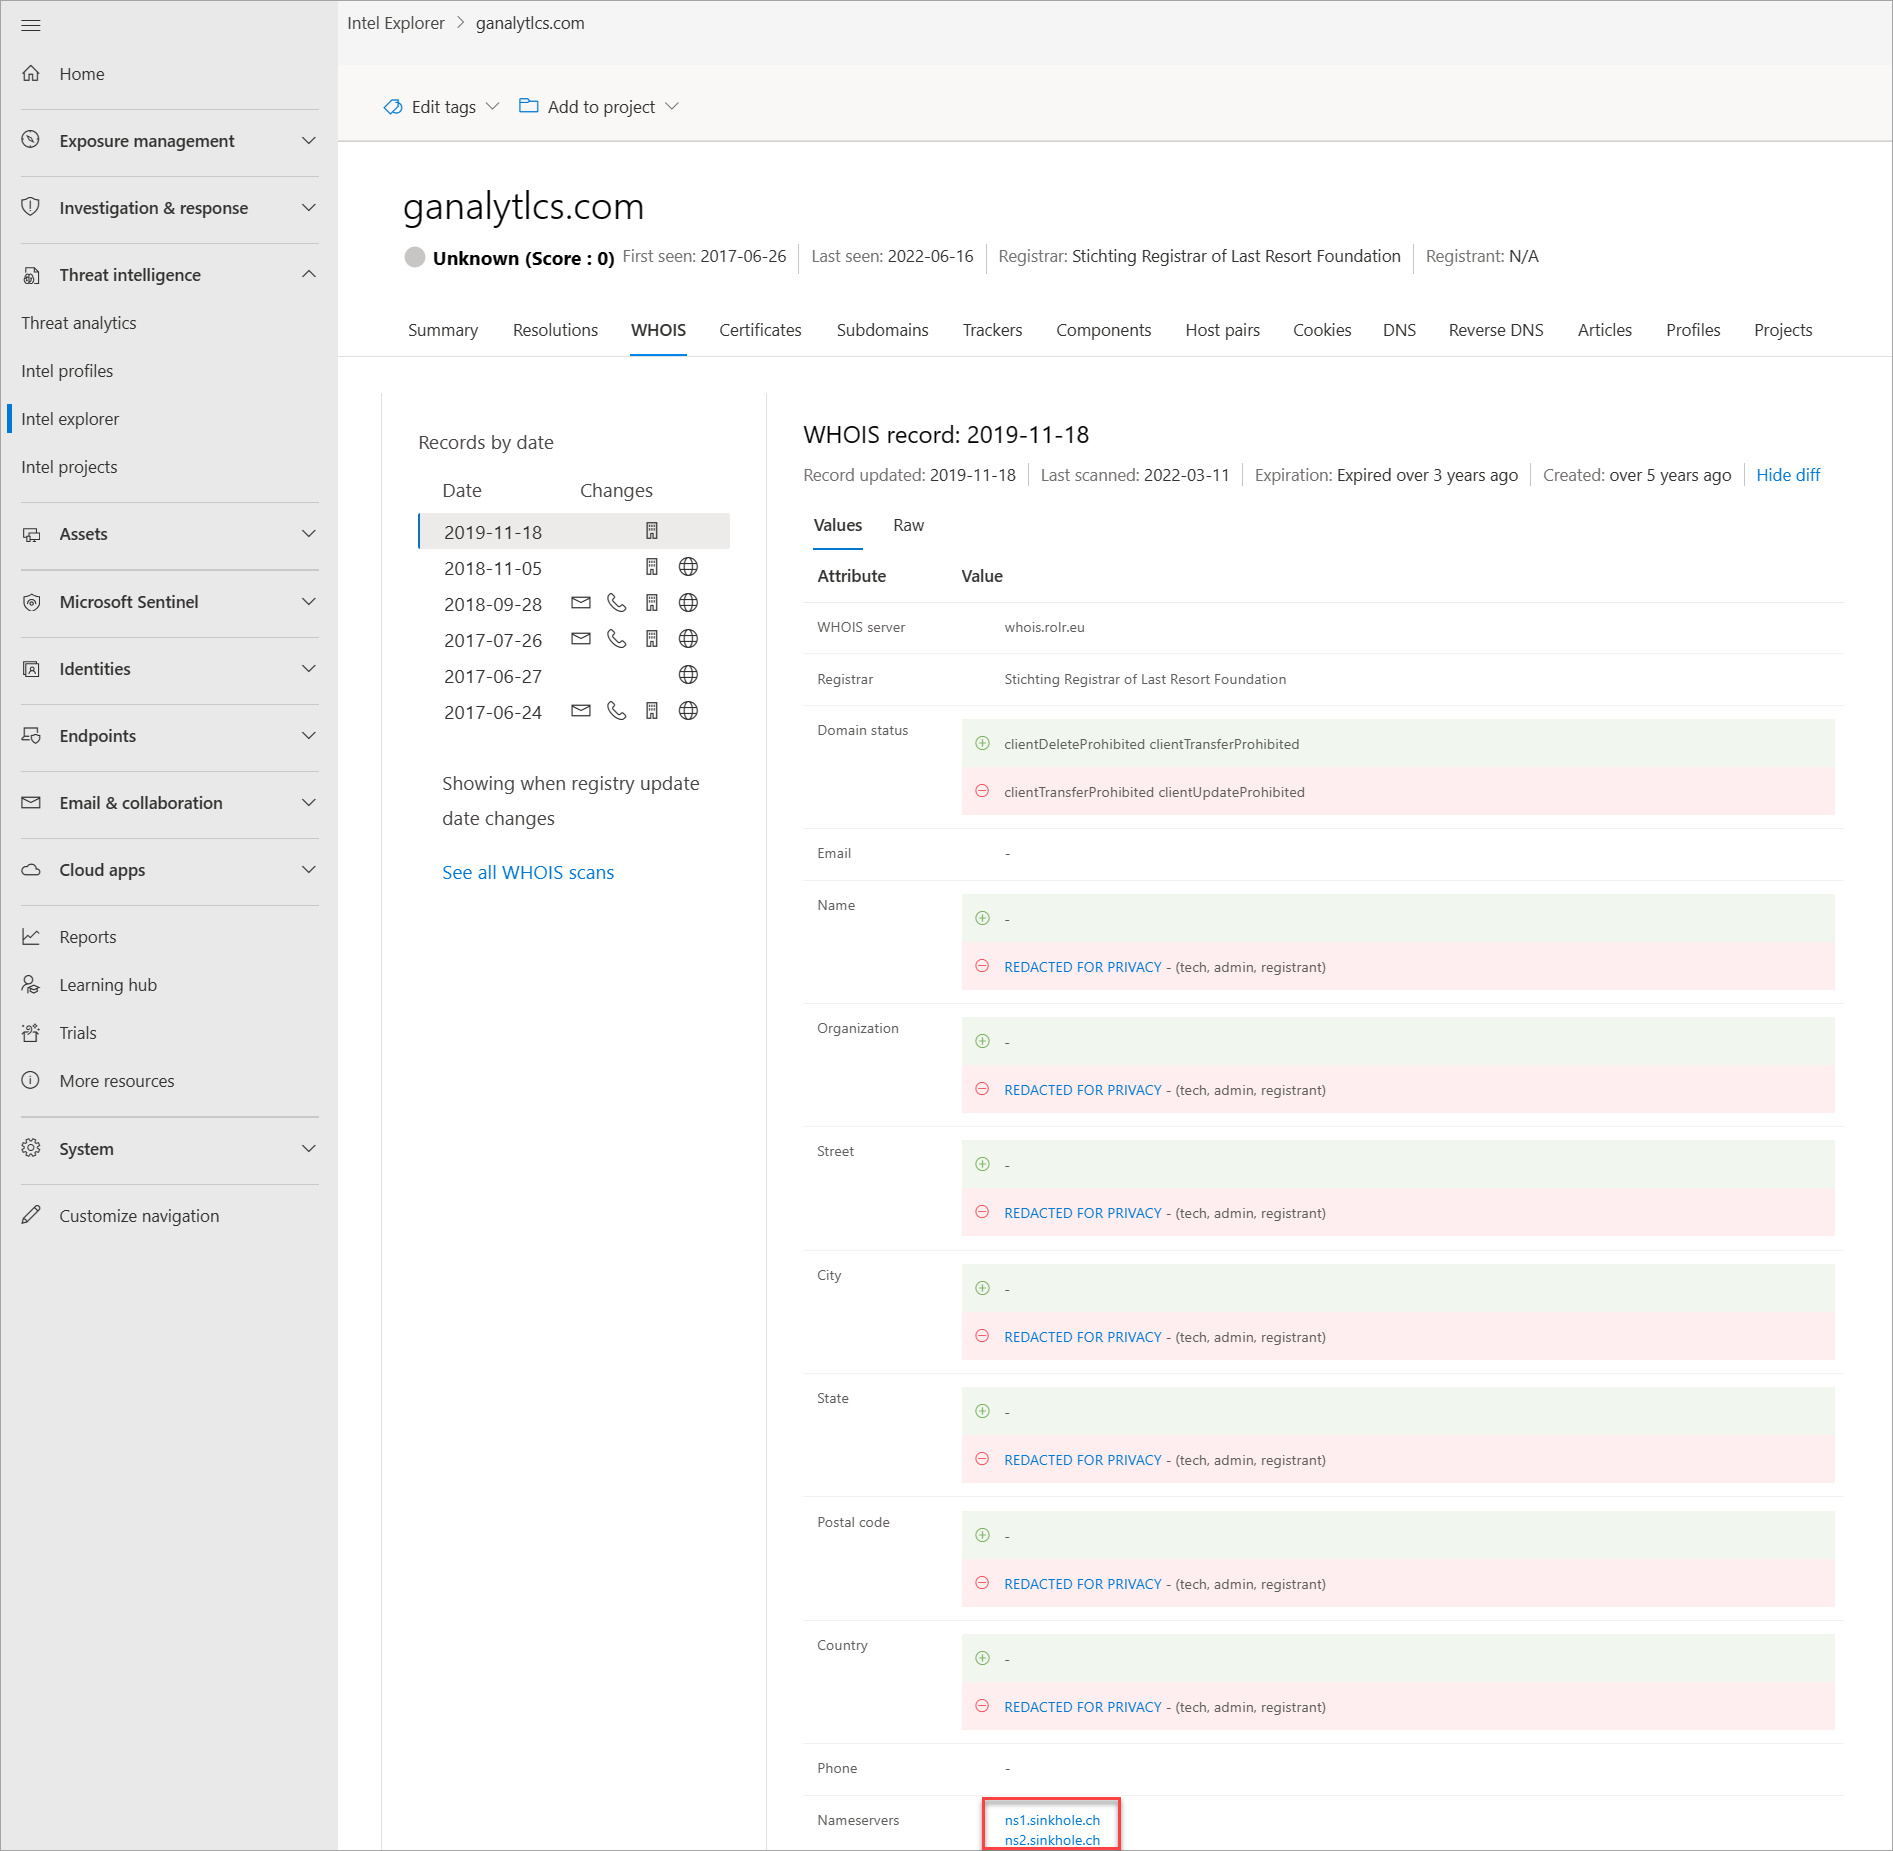 Intel Explorer > ganalytlcs.com
Home
Exposure management
Investigation & response
Threat intelligence
Threat analytics
Intel profiles
Intel explorer
Intel projects
Assets
Microsoft Sentinel
Identities
Endpoints
Email & collaboration
Cloud apps
Reports
Learning hub
Trials
More resources
System
Customize navigation
Edit tags
Add to project
ganalytlcs.com
Unknown (Score : 0) First seen: 2017-06-26 Last seen: 2022-06-16 Registrar: Stichting Registrar of Last Resort Foundation Registrant: N/A
Summary Resolutions WHOIS Certificates Subdomains Trackers Components Host pairs Cookies DNS Reverse DNS Articles Profiles Projects
Records by date
Date Changes
2019-11-18
2018-11-05
2018-09-28
2017-07-26
2017-06-27
2017-06-24
Showing when registry update
date changes
See all WHOIS scans
WHOIS record: 2019-11-18
Record updated: 2019-11-18 Last scanned: 2022-03-11 Expiration: Expired over 3 years ago Created: over 5 years ago Hide diff
Values Raw
Attribute Value
WHOIS server whois.rolr.eu
Registrar Stichting Registrar of Last Resort Foundation
Domain status clientDeleteProhibited clientTransferProhibited
clientTransferProhibited clientUpdateProhibited
Email -
Name -
REDACTED FOR PRIVACY - (tech, admin, registrant)
Organization -
REDACTED FOR PRIVACY - (tech, admin, registrant)
Street -
REDACTED FOR PRIVACY - (tech, admin, registrant)
City -
REDACTED FOR PRIVACY - (tech, admin, registrant)
State -
REDACTED FOR PRIVACY - (tech, admin, registrant)
Postal code -
REDACTED FOR PRIVACY - (tech, admin, registrant)
Country -
REDACTED FOR PRIVACY - (tech, admin, registrant)
Phone -
Nameservers ns1.sinkhole.ch
ns2.sinkhole.ch